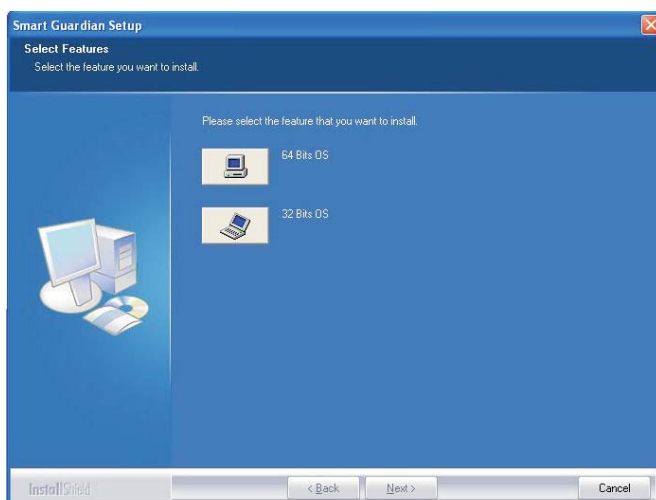 Smart Guardian Setup
Select Features
Select the feature you want to install.
Please select the feature that you want to install.
64 Bits OS
32 Bits OS
InstallShield
< Back
Next >
Cancel